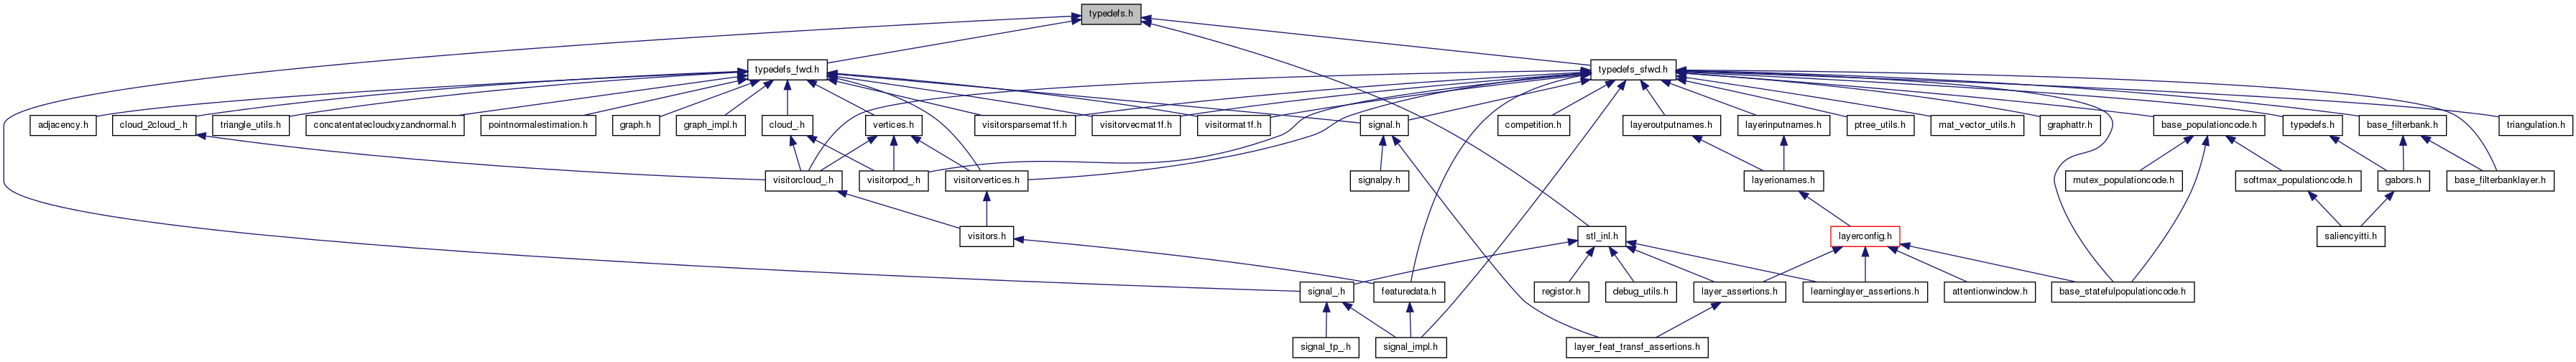 typedefs.h
typedefs_fwd.h
typedefs_sfwd.h
adjacency.h
cloud_2cloud_.h
triangle_utils.h
concatentatecloudxyzandnormal.h
pointnormalestimation.h
graph.h
graph_impl.h
cloud_.h
vertices.h
visitorsparsemat1f.h
visitorvecmat1f.h
visitormat1f.h
signal.h
competition.h
layeroutputnames.h
layerinputnames.h
ptree_utils.h
mat_vector_utils.h
graphattr.h
base_populationcode.h
typedefs.h
base_filterbank.h
triangulation.h
visitorcloud_.h
visitorpod_.h
visitorvertices.h
signalpy.h
layerionames.h
mutex_populationcode.h
softmax_populationcode.h
gabors.h
base_filterbanklayer.h
visitors.h
stl_inl.h
layerconfig.h
saliencyitti.h
signal_.h
featuredata.h
registor.h
debug_utils.h
layer_assertions.h
learninglayer_assertions.h
attentionwindow.h
base_statefulpopulationcode.h
signal_tp_.h
signal_impl.h
layer_feat_transf_assertions.h